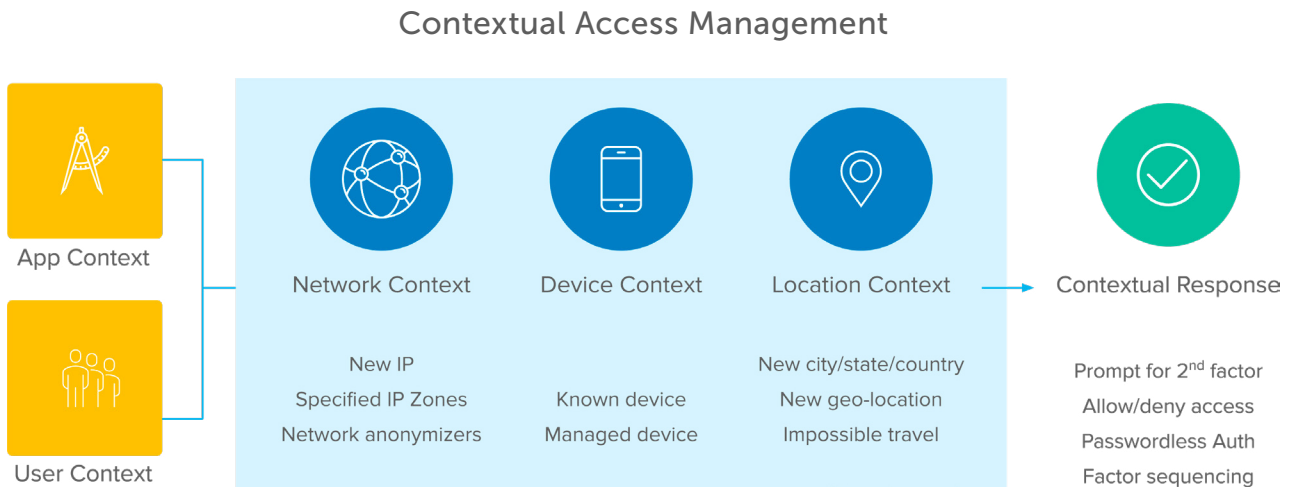 Contextual Access Management
App Context
User Context
Network Context
New IP
Specified IP Zones
Network anonymizers
Device Context
Known device
Managed device
Location Context
New city/state/country
New geo-location
Impossible travel
Contextual Response
Prompt for 2nd factor
Allow/deny access
Passwordless Auth
Factor sequencing